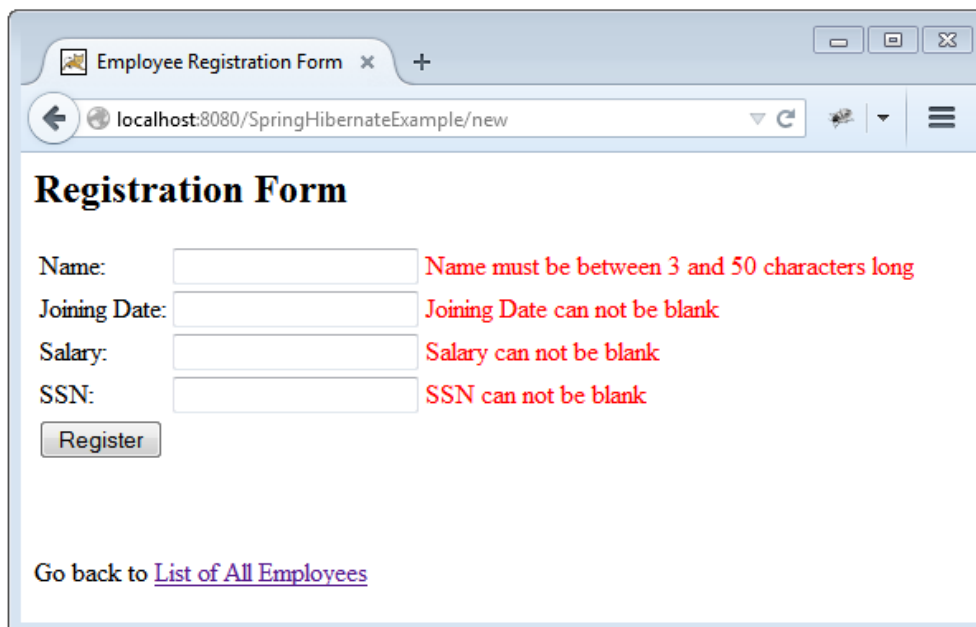 Employee Registration Form
localhost:8080/SpringHibernateExample/new
Registration Form
Name: Name must be between 3 and 50 characters long
Joining Date: Joining Date can not be blank
Salary: Salary can not be blank
SSN: SSN can not be blank
Register
Go back to List of All Employees